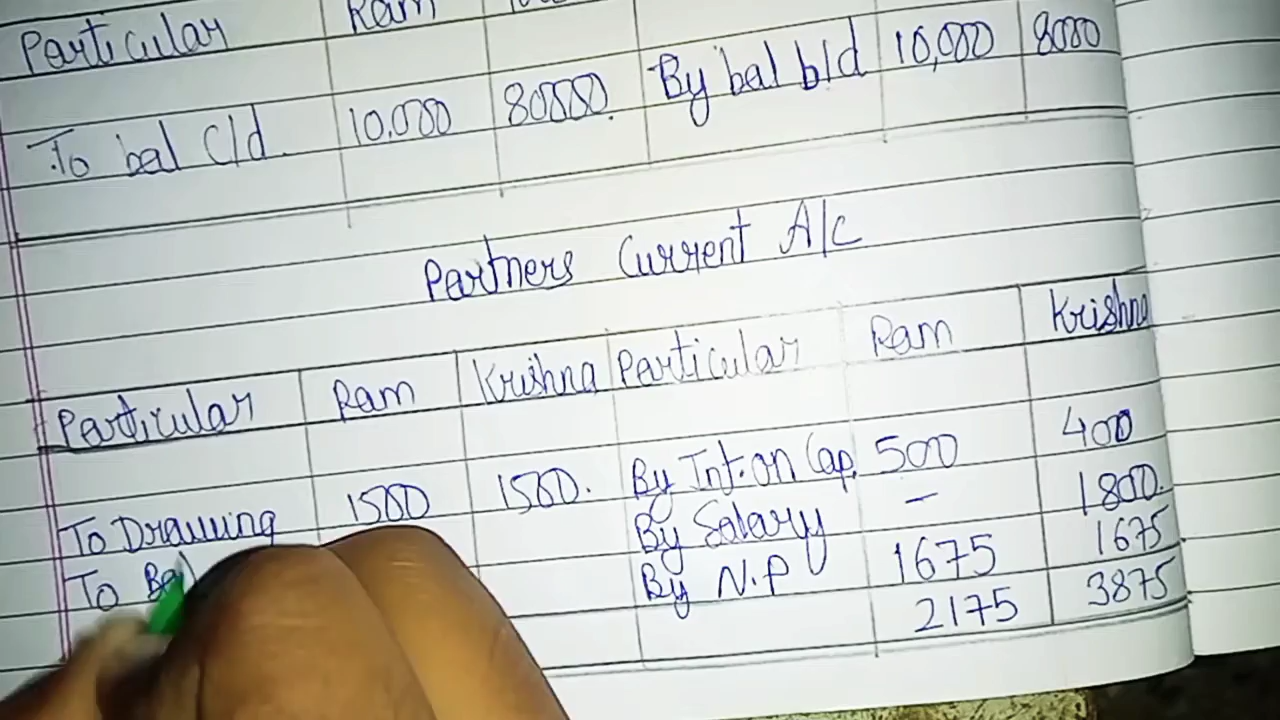 Particular Ram
To bal C/d. 10,000 80000. By bal b/d 10,000 8000
Partners Current A/c
Particular Ram Krishna Particular Ram Krishna
To Drawing 1500 1500. By Int. on Cap. 500 400
To Bal By Salary – 1800.
By N.P 1675 1675
2175 3875